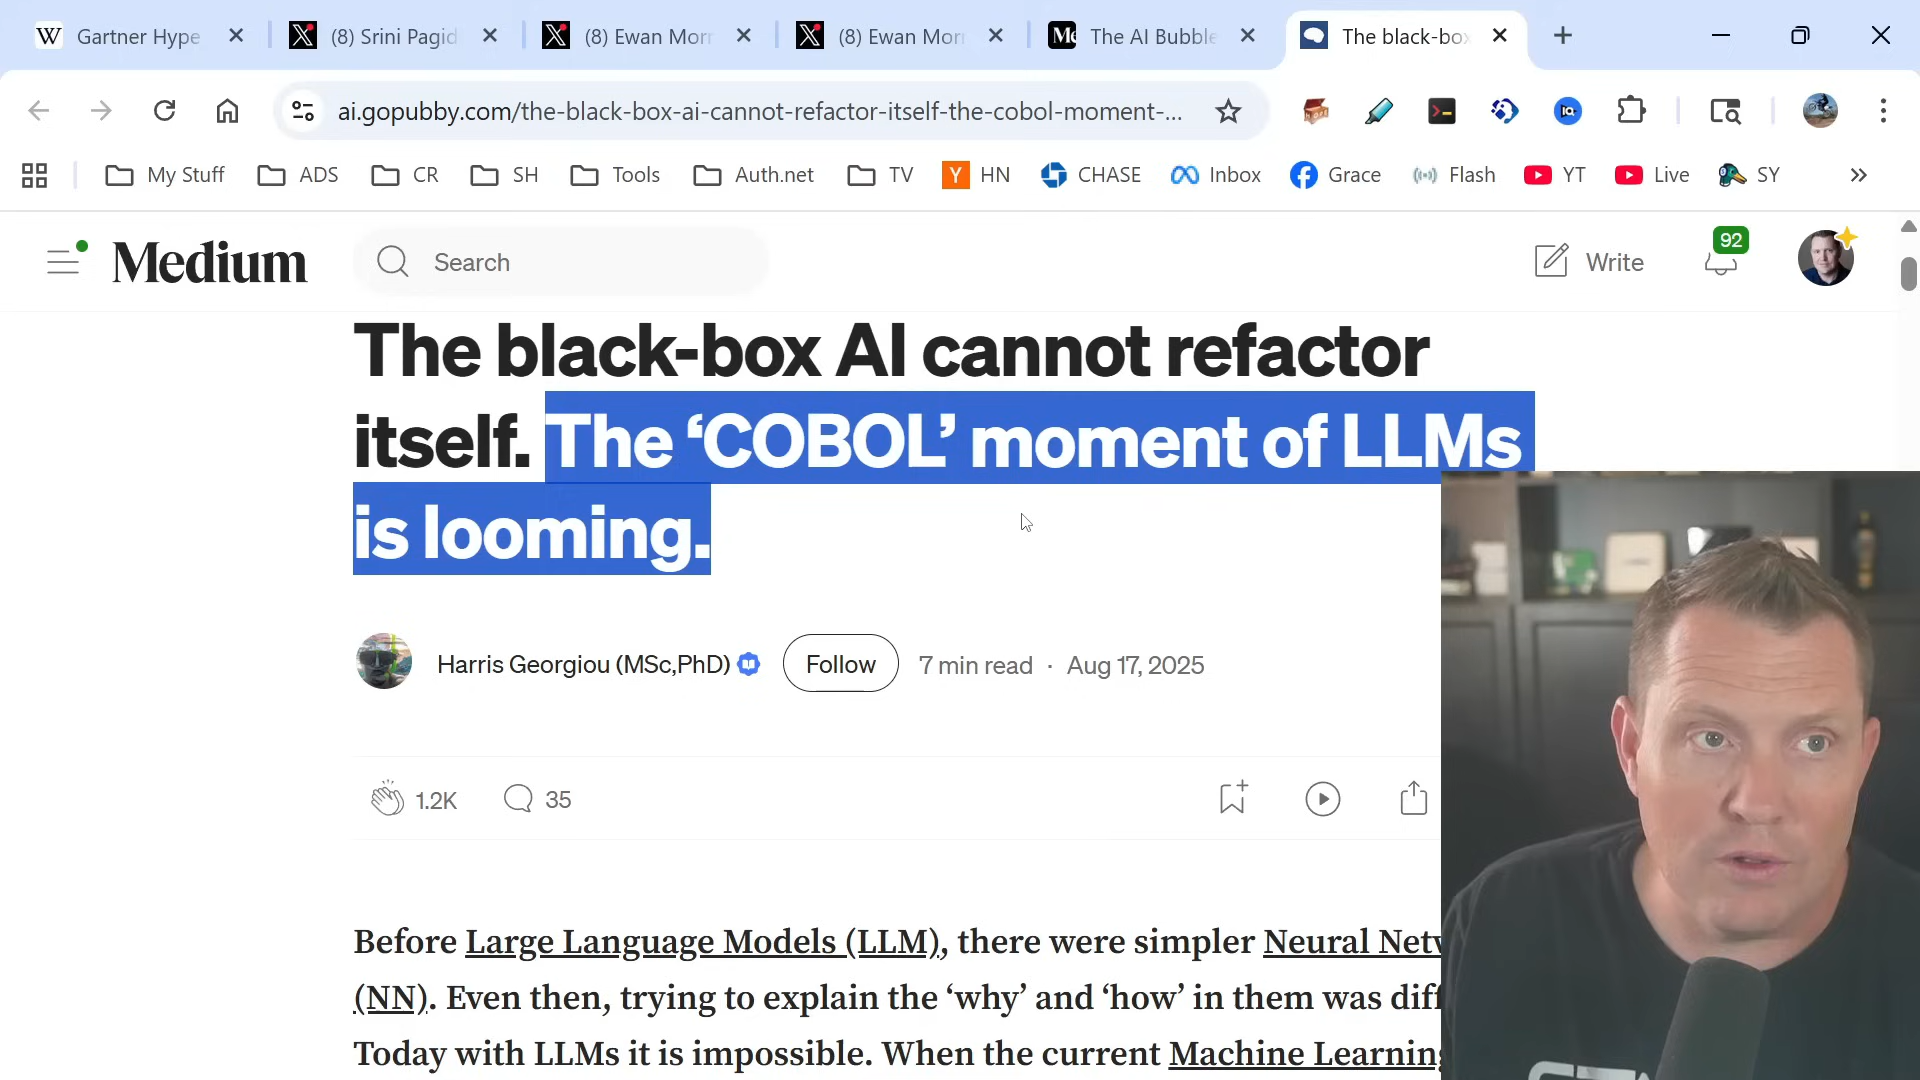 Gartner Hype
(8) Srini Pagid
(8) Ewan Morr
(8) Ewan Morr
The AI Bubble
The black-box
ai.gopubby.com/the-black-box-ai-cannot-refactor-itself-the-cobol-moment-...
My Stuff
ADS
CR
SH
Tools
Auth.net
TV
HN
CHASE
Inbox
Grace
Flash
YT
Live
SY
Medium
Search
Write
92
The black-box AI cannot refactor
itself. The ‘COBOL’ moment of LLMs
is looming.
Harris Georgiou (MSc,PhD)
Follow
7 min read · Aug 17, 2025
1.2K
35
Before Large Language Models (LLM), there were simpler Neural Netw
(NN). Even then, trying to explain the ‘why’ and ‘how’ in them was diff
Today with LLMs it is impossible. When the current Machine Learning